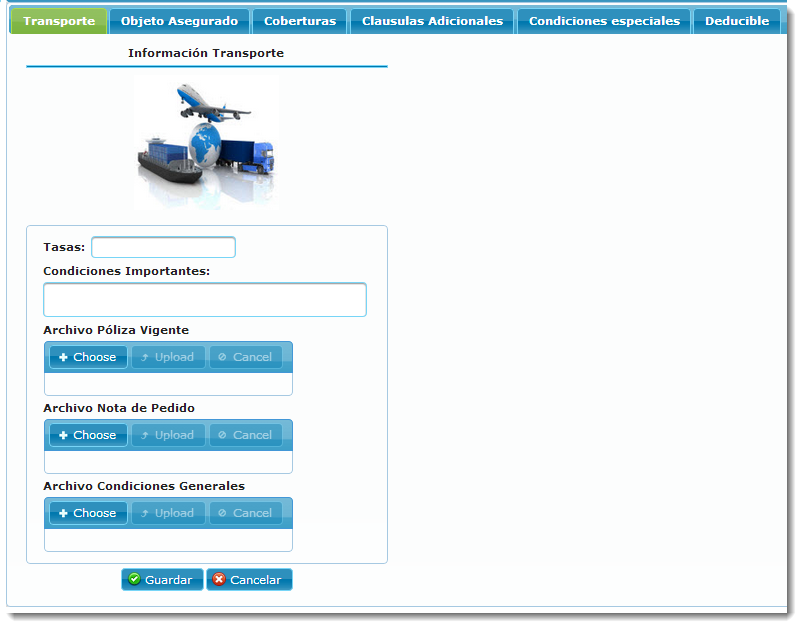 Transporte Objeto Asegurado Coberturas Clausulas Adicionales Condiciones especiales Deducible
Información Transporte
Tasas:
Condiciones Importantes:
Archivo Póliza Vigente
Choose Upload Cancel
Archivo Nota de Pedido
Choose Upload Cancel
Archivo Condiciones Generales
Choose Upload Cancel
Guardar Cancelar